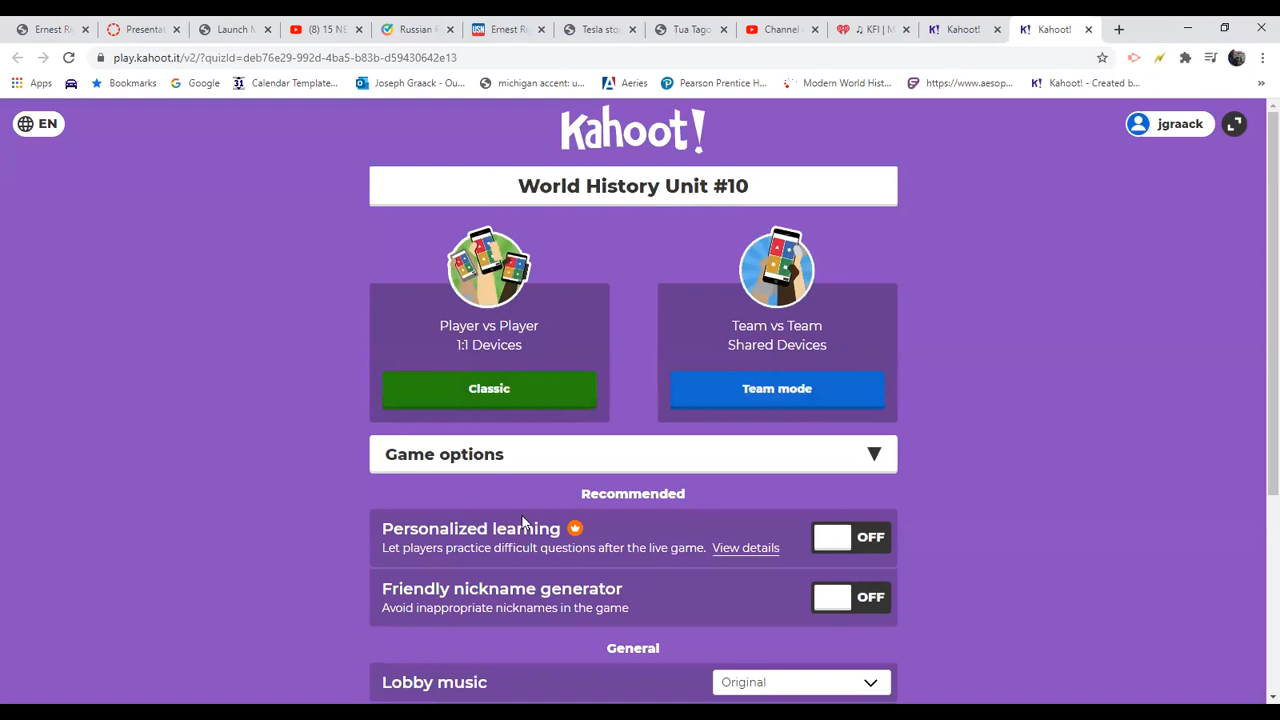 Ernest Ri
Presentat
Launch M
(8) 15 NE
Russian R
Ernest Ri
Tesla sto
Tua Tago
Channel
♫ KFI | M
Kahoot!
Kahoot!
play.kahoot.it/v2/?quizId=deb76e29-992d-4ba5-b83b-d59430642e13
Apps
Bookmarks
Google
Calendar Template...
Joseph Graack - Ou...
michigan accent: u...
Aeries
Pearson Prentice H...
Modern World Hist...
https://www.aesop...
Kahoot! - Created b...
EN
Kahoot!
jgraack
World History Unit #10
Player vs Player
1:1 Devices
Classic
Team vs Team
Shared Devices
Team mode
Game options
Recommended
Personalized learning
Let players practice difficult questions after the live game. View details
OFF
Friendly nickname generator
Avoid inappropriate nicknames in the game
OFF
General
Lobby music
Original